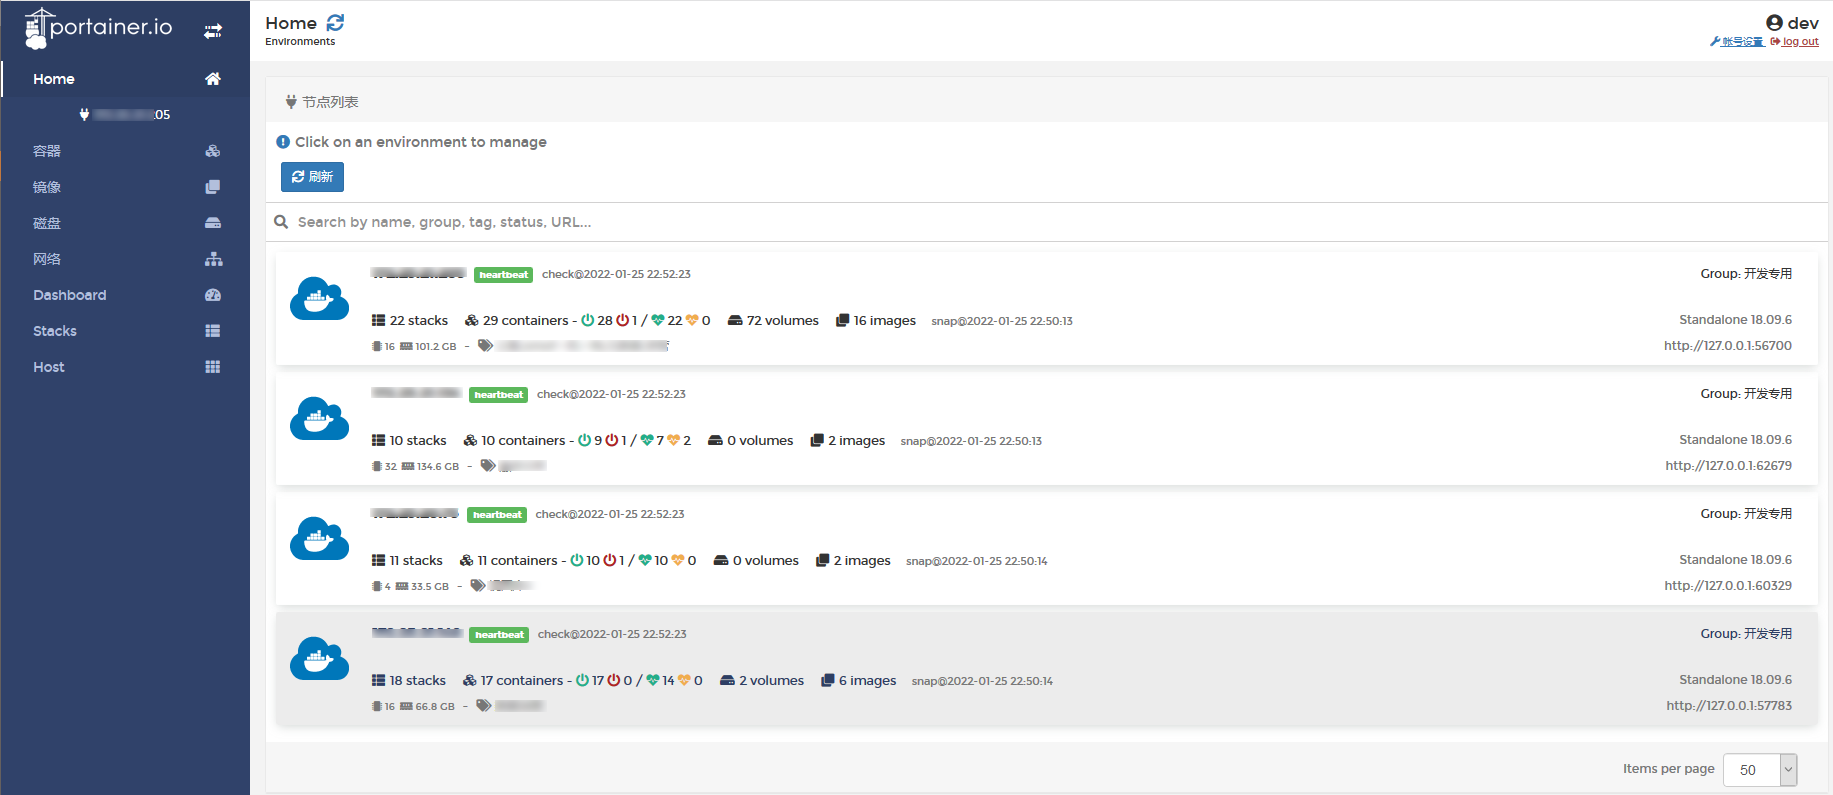 portainer.io
Home
05
容器
镜像
磁盘
网络
Dashboard
Stacks
Host
Home
Environments
dev
帐号设置 log out
节点列表
Click on an environment to manage
刷新
Search by name, group, tag, status, URL...
heartbeat check@2022-01-25 22:52:23 Group: 开发专用
22 stacks 29 containers - 28 1 / 22 0 72 volumes 16 images snap@2022-01-25 22:50:13 Standalone 18.09.6
16 101.2 GB - http://127.0.0.1:56700
heartbeat check@2022-01-25 22:52:23 Group: 开发专用
10 stacks 10 containers - 9 1 / 7 2 0 volumes 2 images snap@2022-01-25 22:50:13 Standalone 18.09.6
32 134.6 GB - http://127.0.0.1:62679
heartbeat check@2022-01-25 22:52:23 Group: 开发专用
11 stacks 11 containers - 10 1 / 10 0 0 volumes 2 images snap@2022-01-25 22:50:14 Standalone 18.09.6
4 33.5 GB - http://127.0.0.1:60329
heartbeat check@2022-01-25 22:52:23 Group: 开发专用
18 stacks 17 containers - 17 0 / 14 0 2 volumes 6 images snap@2022-01-25 22:50:14 Standalone 18.09.6
16 66.8 GB - http://127.0.0.1:57783
Items per page 50